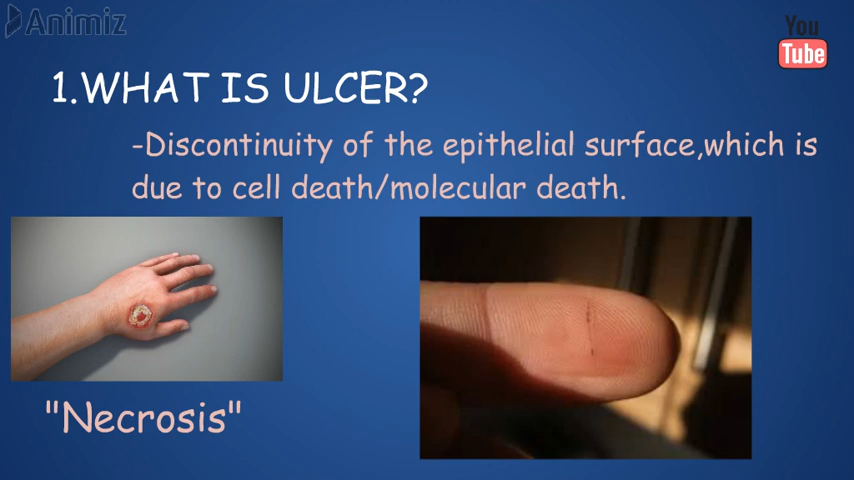 Animiz
You
Tube
1.WHAT IS ULCER?
-Discontinuity of the epithelial surface,which is
due to cell death/molecular death.
"Necrosis"